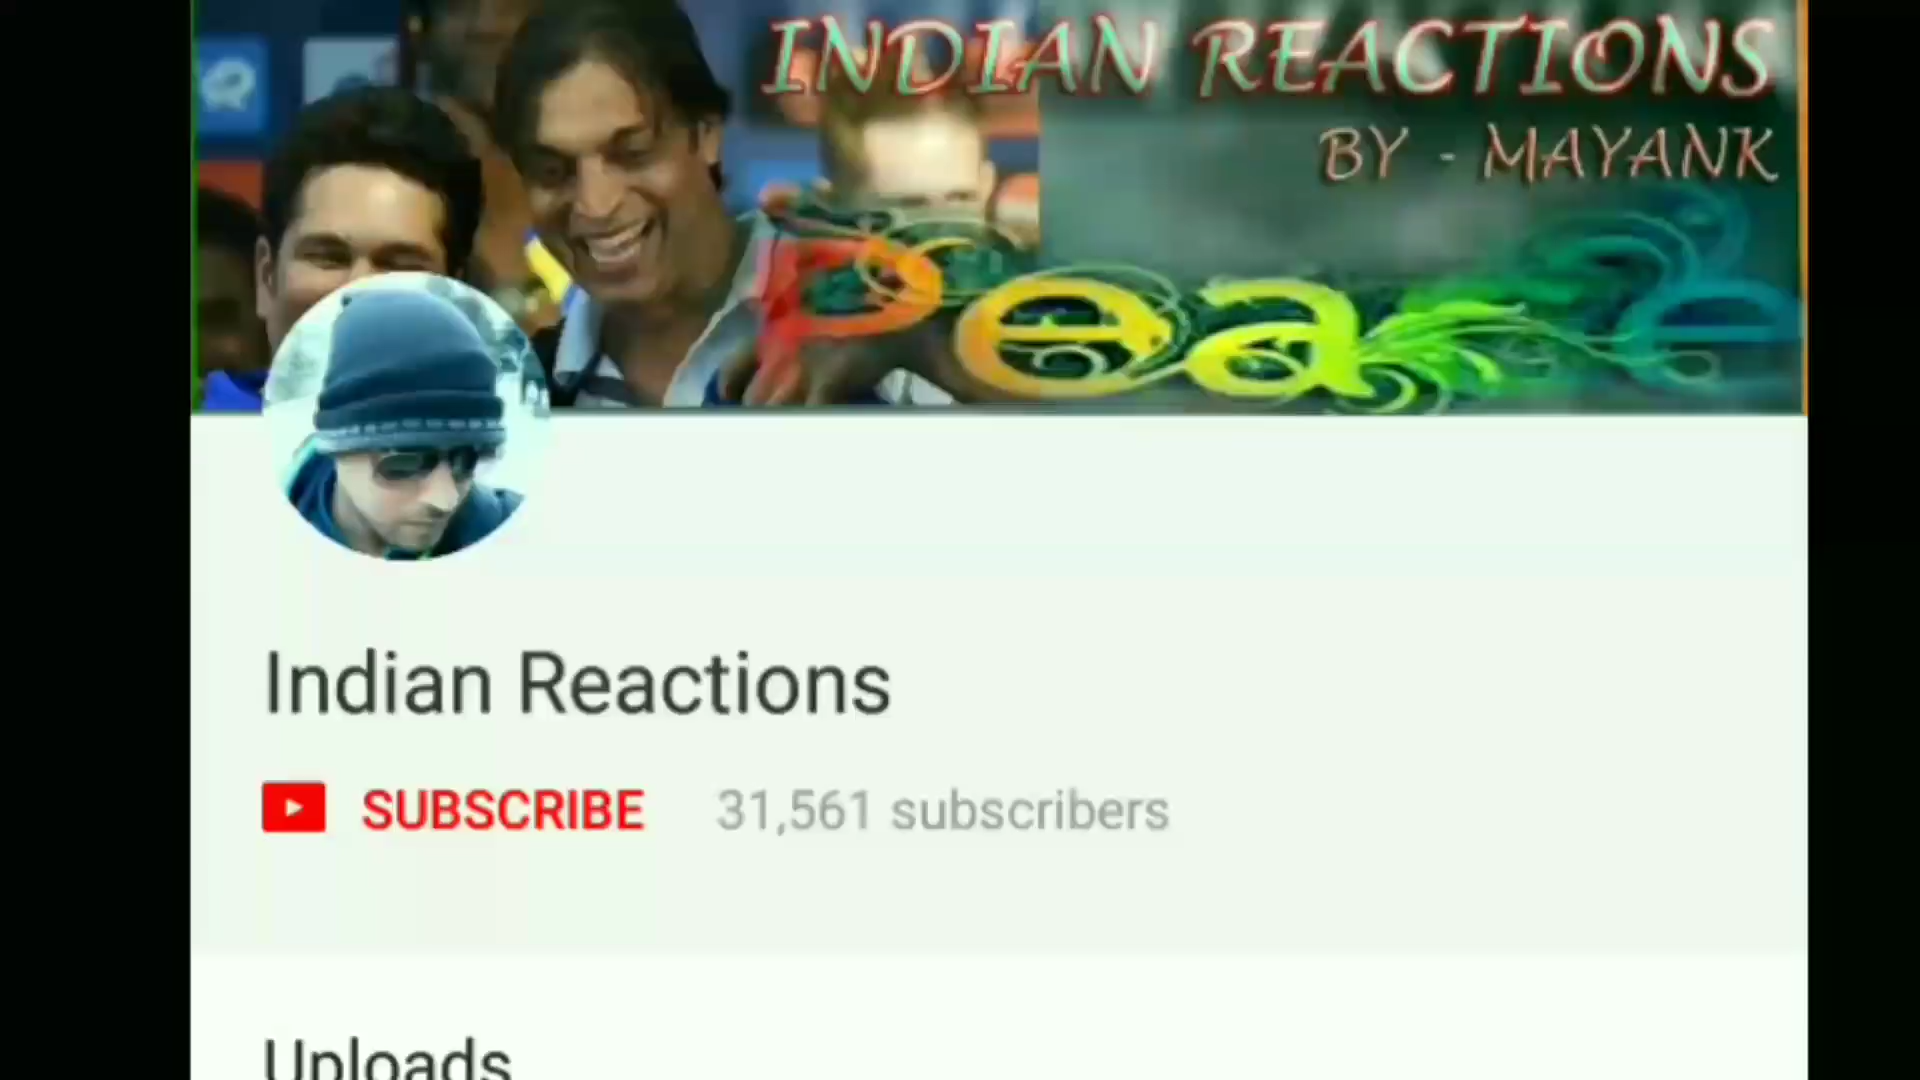 INDIAN REACTIONS
BY - MAYANK
Peace
Indian Reactions
SUBSCRIBE 31,561 subscribers
Uploads